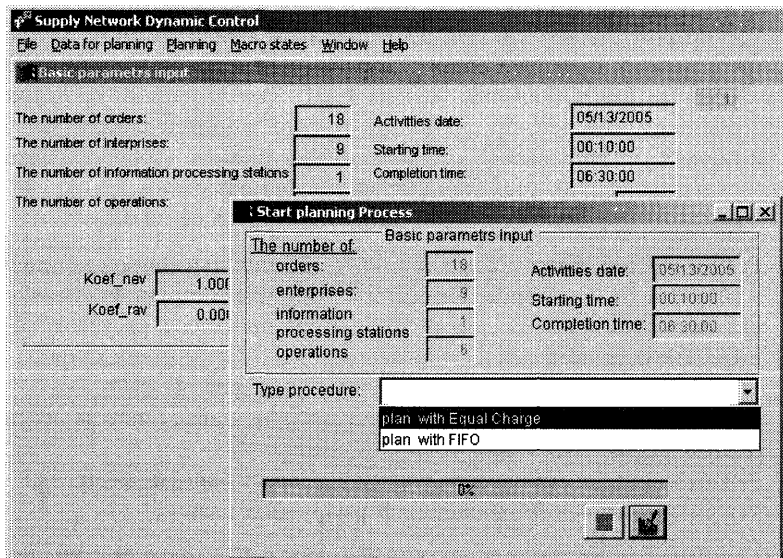 Supply Network Dynamic Control
File Data for planning Planning Macro states Window Help
Basic parametrs input
The number of orders: 18 Activities date: 05/13/2005
The number of interprises: 9 Starting time: 00:10:00
The number of information processing stations 1 Completion time: 06:30:00
The number of operations:
Start planning Process
Basic parametrs input
The number of
orders: 18 Activities date: 05/13/2005
enterprises: 9 Starting time: 00:10:00
information
processing stations 1 Completion time: 06:30:00
operations
Koef_nev 1.000
Koef_rav 0.000
Type procedure:
plan with Equal Charge
plan with FIFO
0%